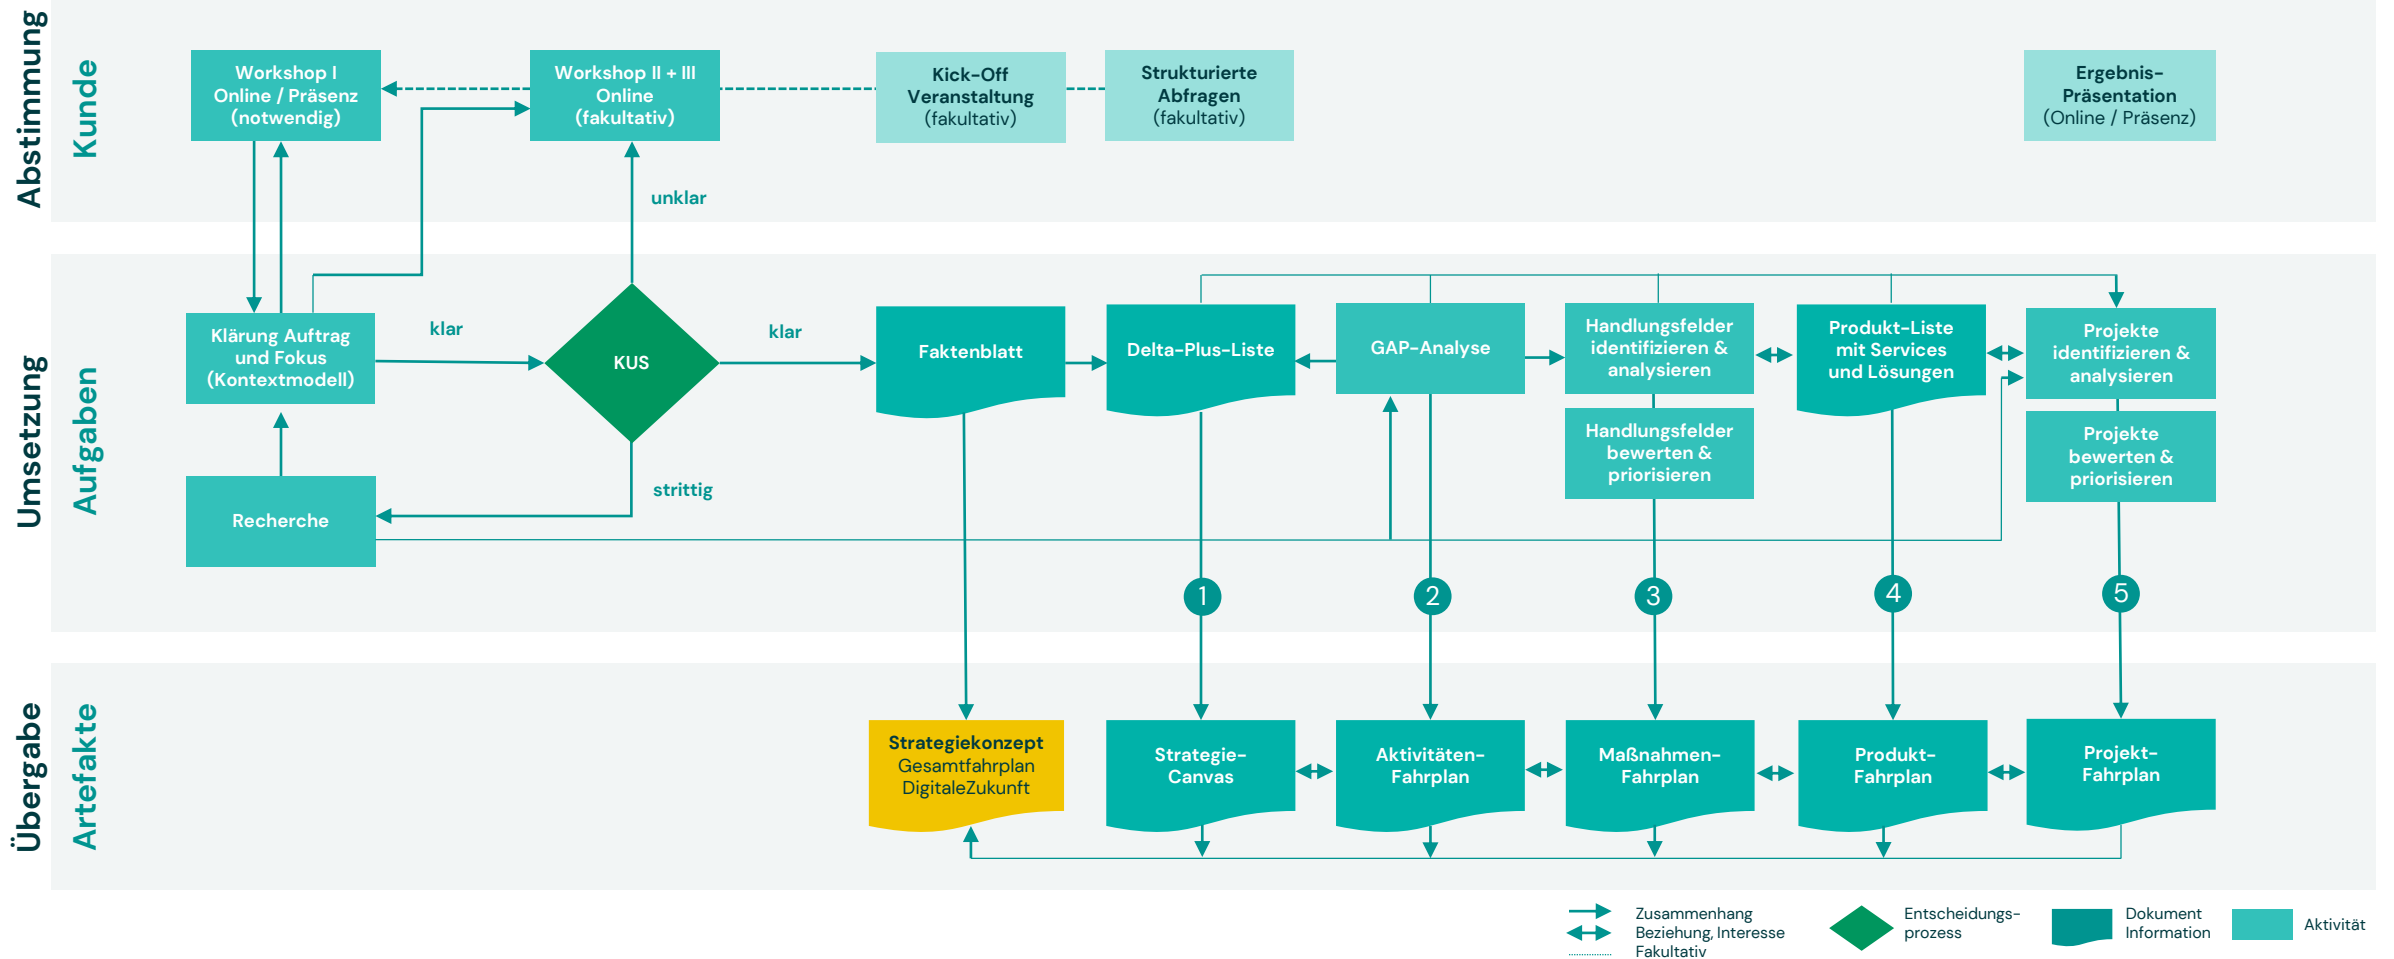 Abstimmung
Kunde
Workshop I
Online / Präsenz
(notwendig)
Workshop II + III
Online
(fakultativ)
Kick-Off
Veranstaltung
(fakultativ)
Strukturierte
Abfragen
(fakultativ)
Ergebnis-
Präsentation
(Online / Präsenz)
unklar
Umsetzung
Aufgaben
Klärung Auftrag
und Fokus
(Kontextmodell)
klar
KUS
klar
Faktenblatt
Delta-Plus-Liste
GAP-Analyse
Handlungsfelder
identifizieren &
analysieren
Produkt-Liste
mit Services
und Lösungen
Projekte
identifizieren &
analysieren
Handlungsfelder
bewerten &
priorisieren
Projekte
bewerten &
priorisieren
strittig
Recherche
1
2
3
4
5
Übergabe
Artefakte
Strategiekonzept
Gesamtfahrplan
DigitaleZukunft
Strategie-
Canvas
Aktivitäten-
Fahrplan
Maßnahmen-
Fahrplan
Produkt-
Fahrplan
Projekt-
Fahrplan
Zusammenhang
Beziehung, Interesse
Fakultativ
Entscheidungs-
prozess
Dokument
Information
Aktivität